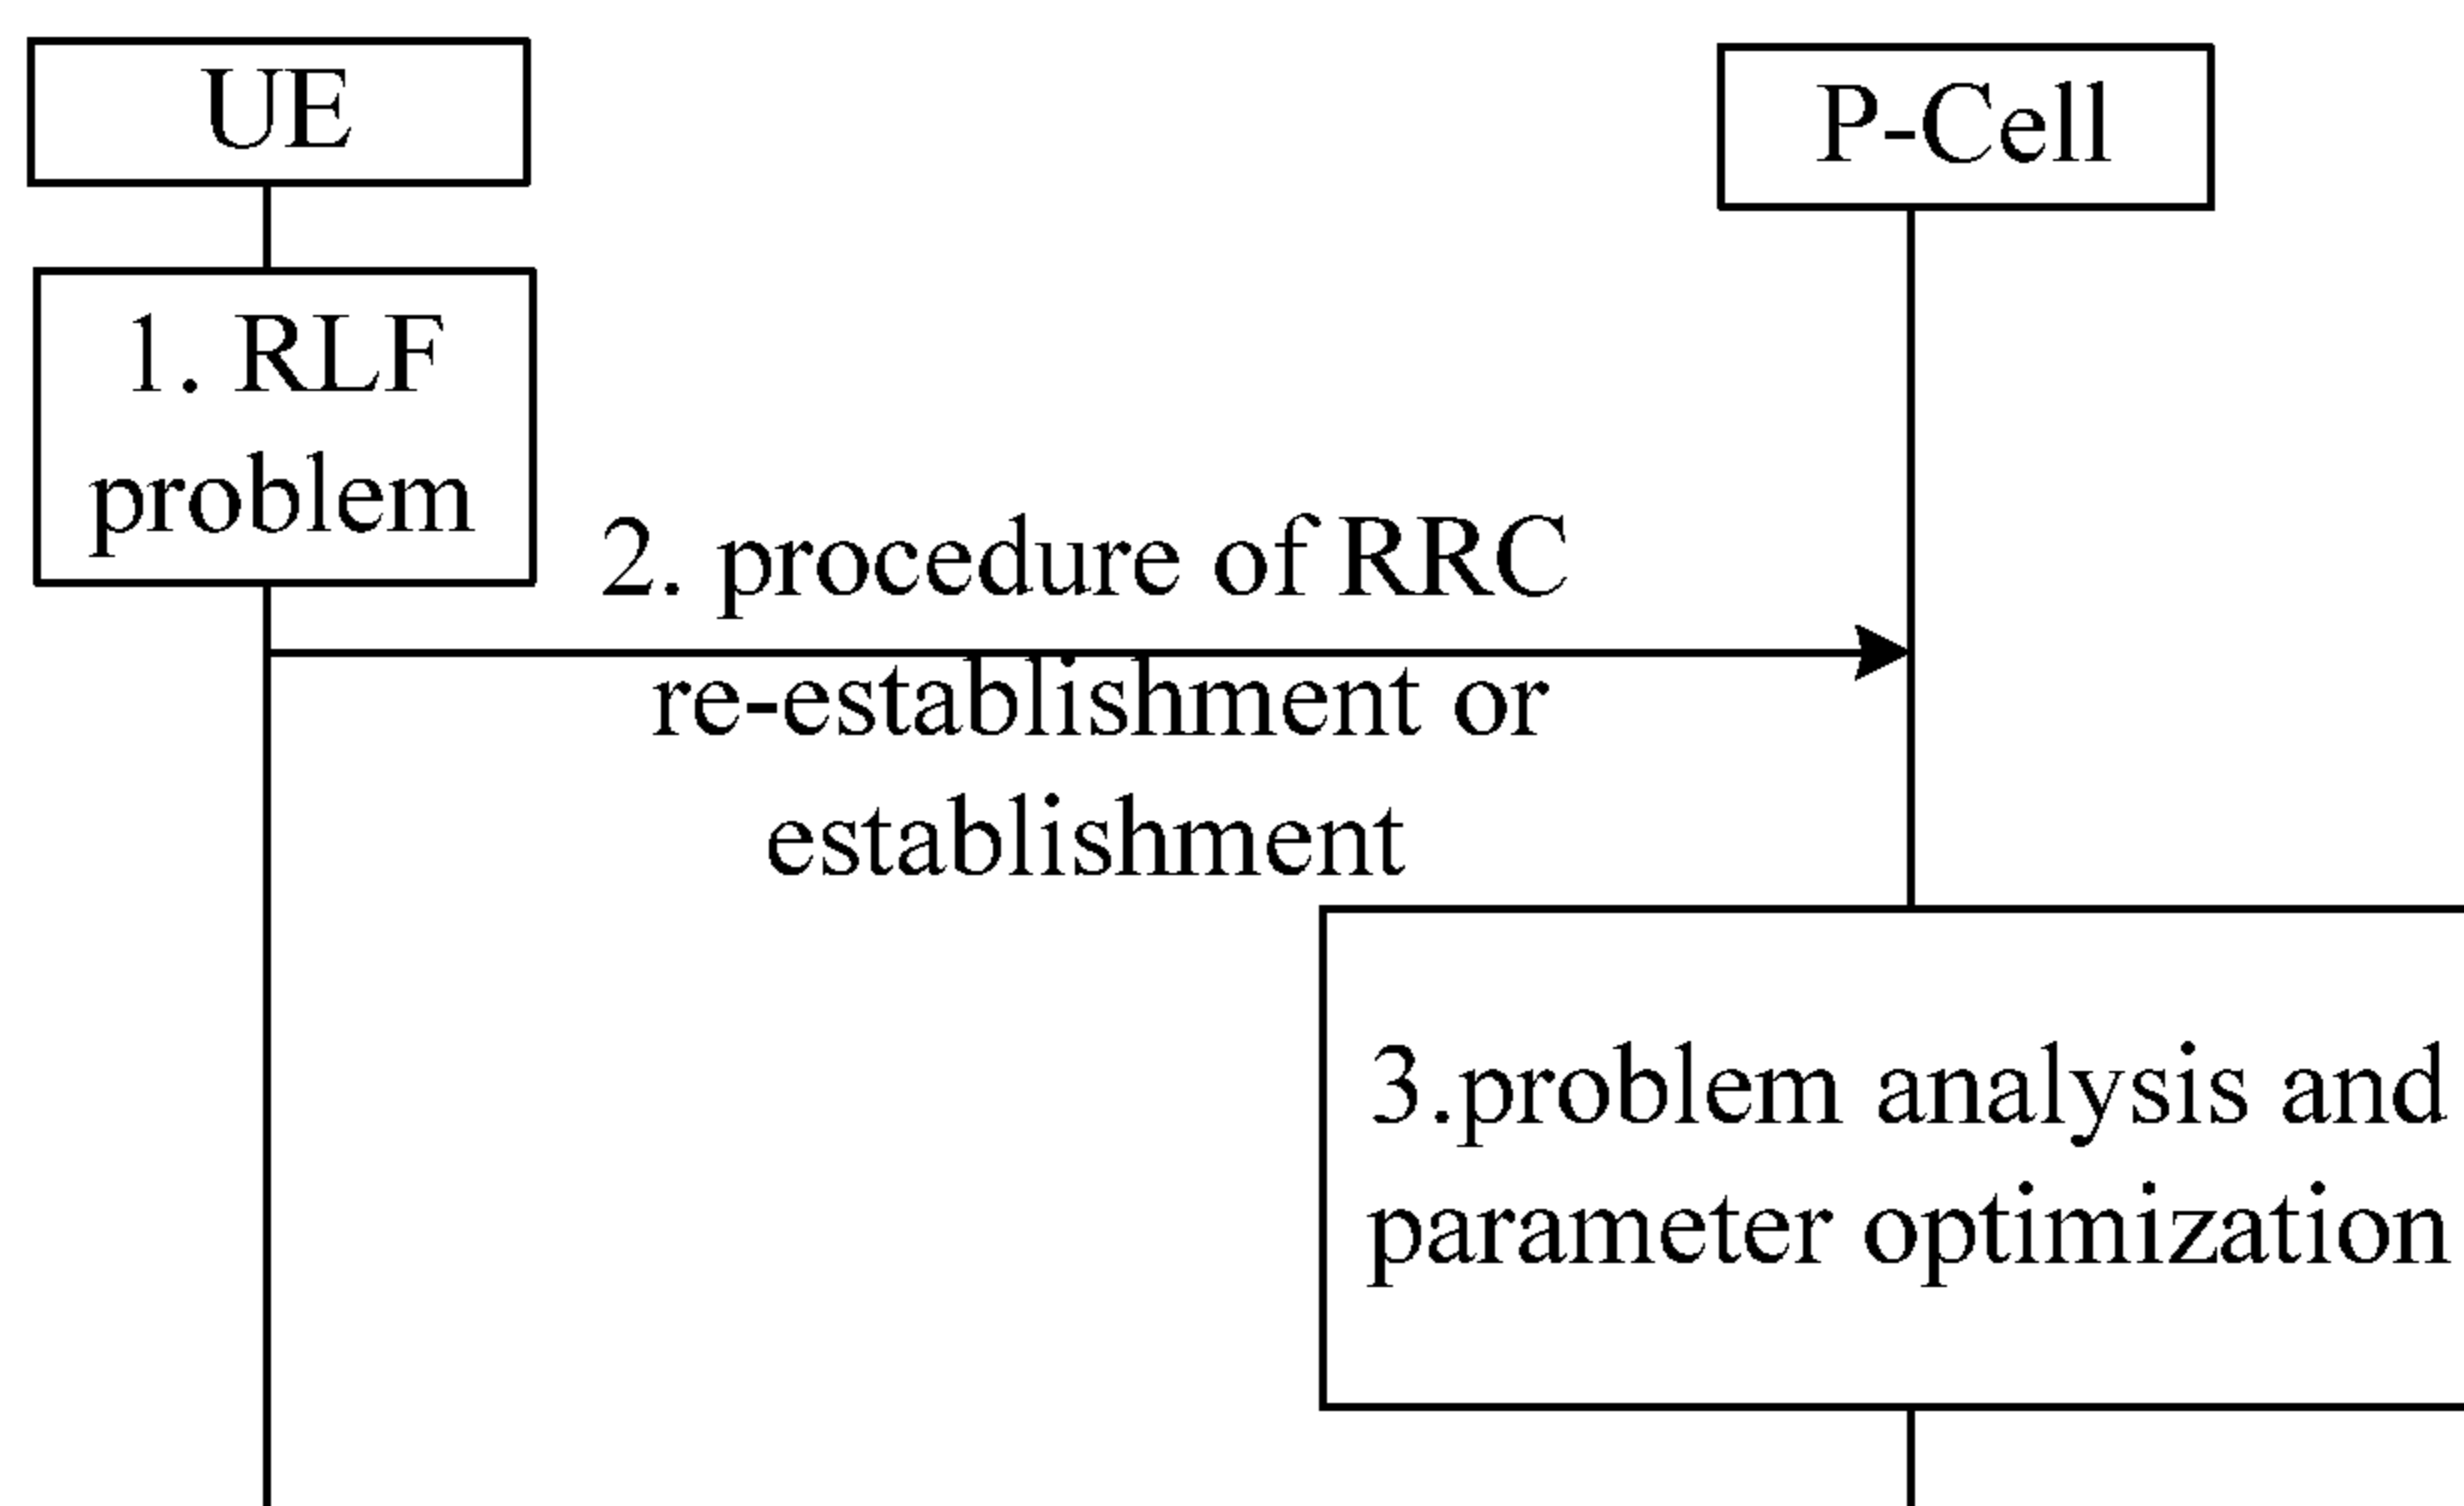 UE
P-Cell
1. RLF
problem
2. procedure of RRC
re-establishment or
establishment
3.problem analysis and
parameter optimization